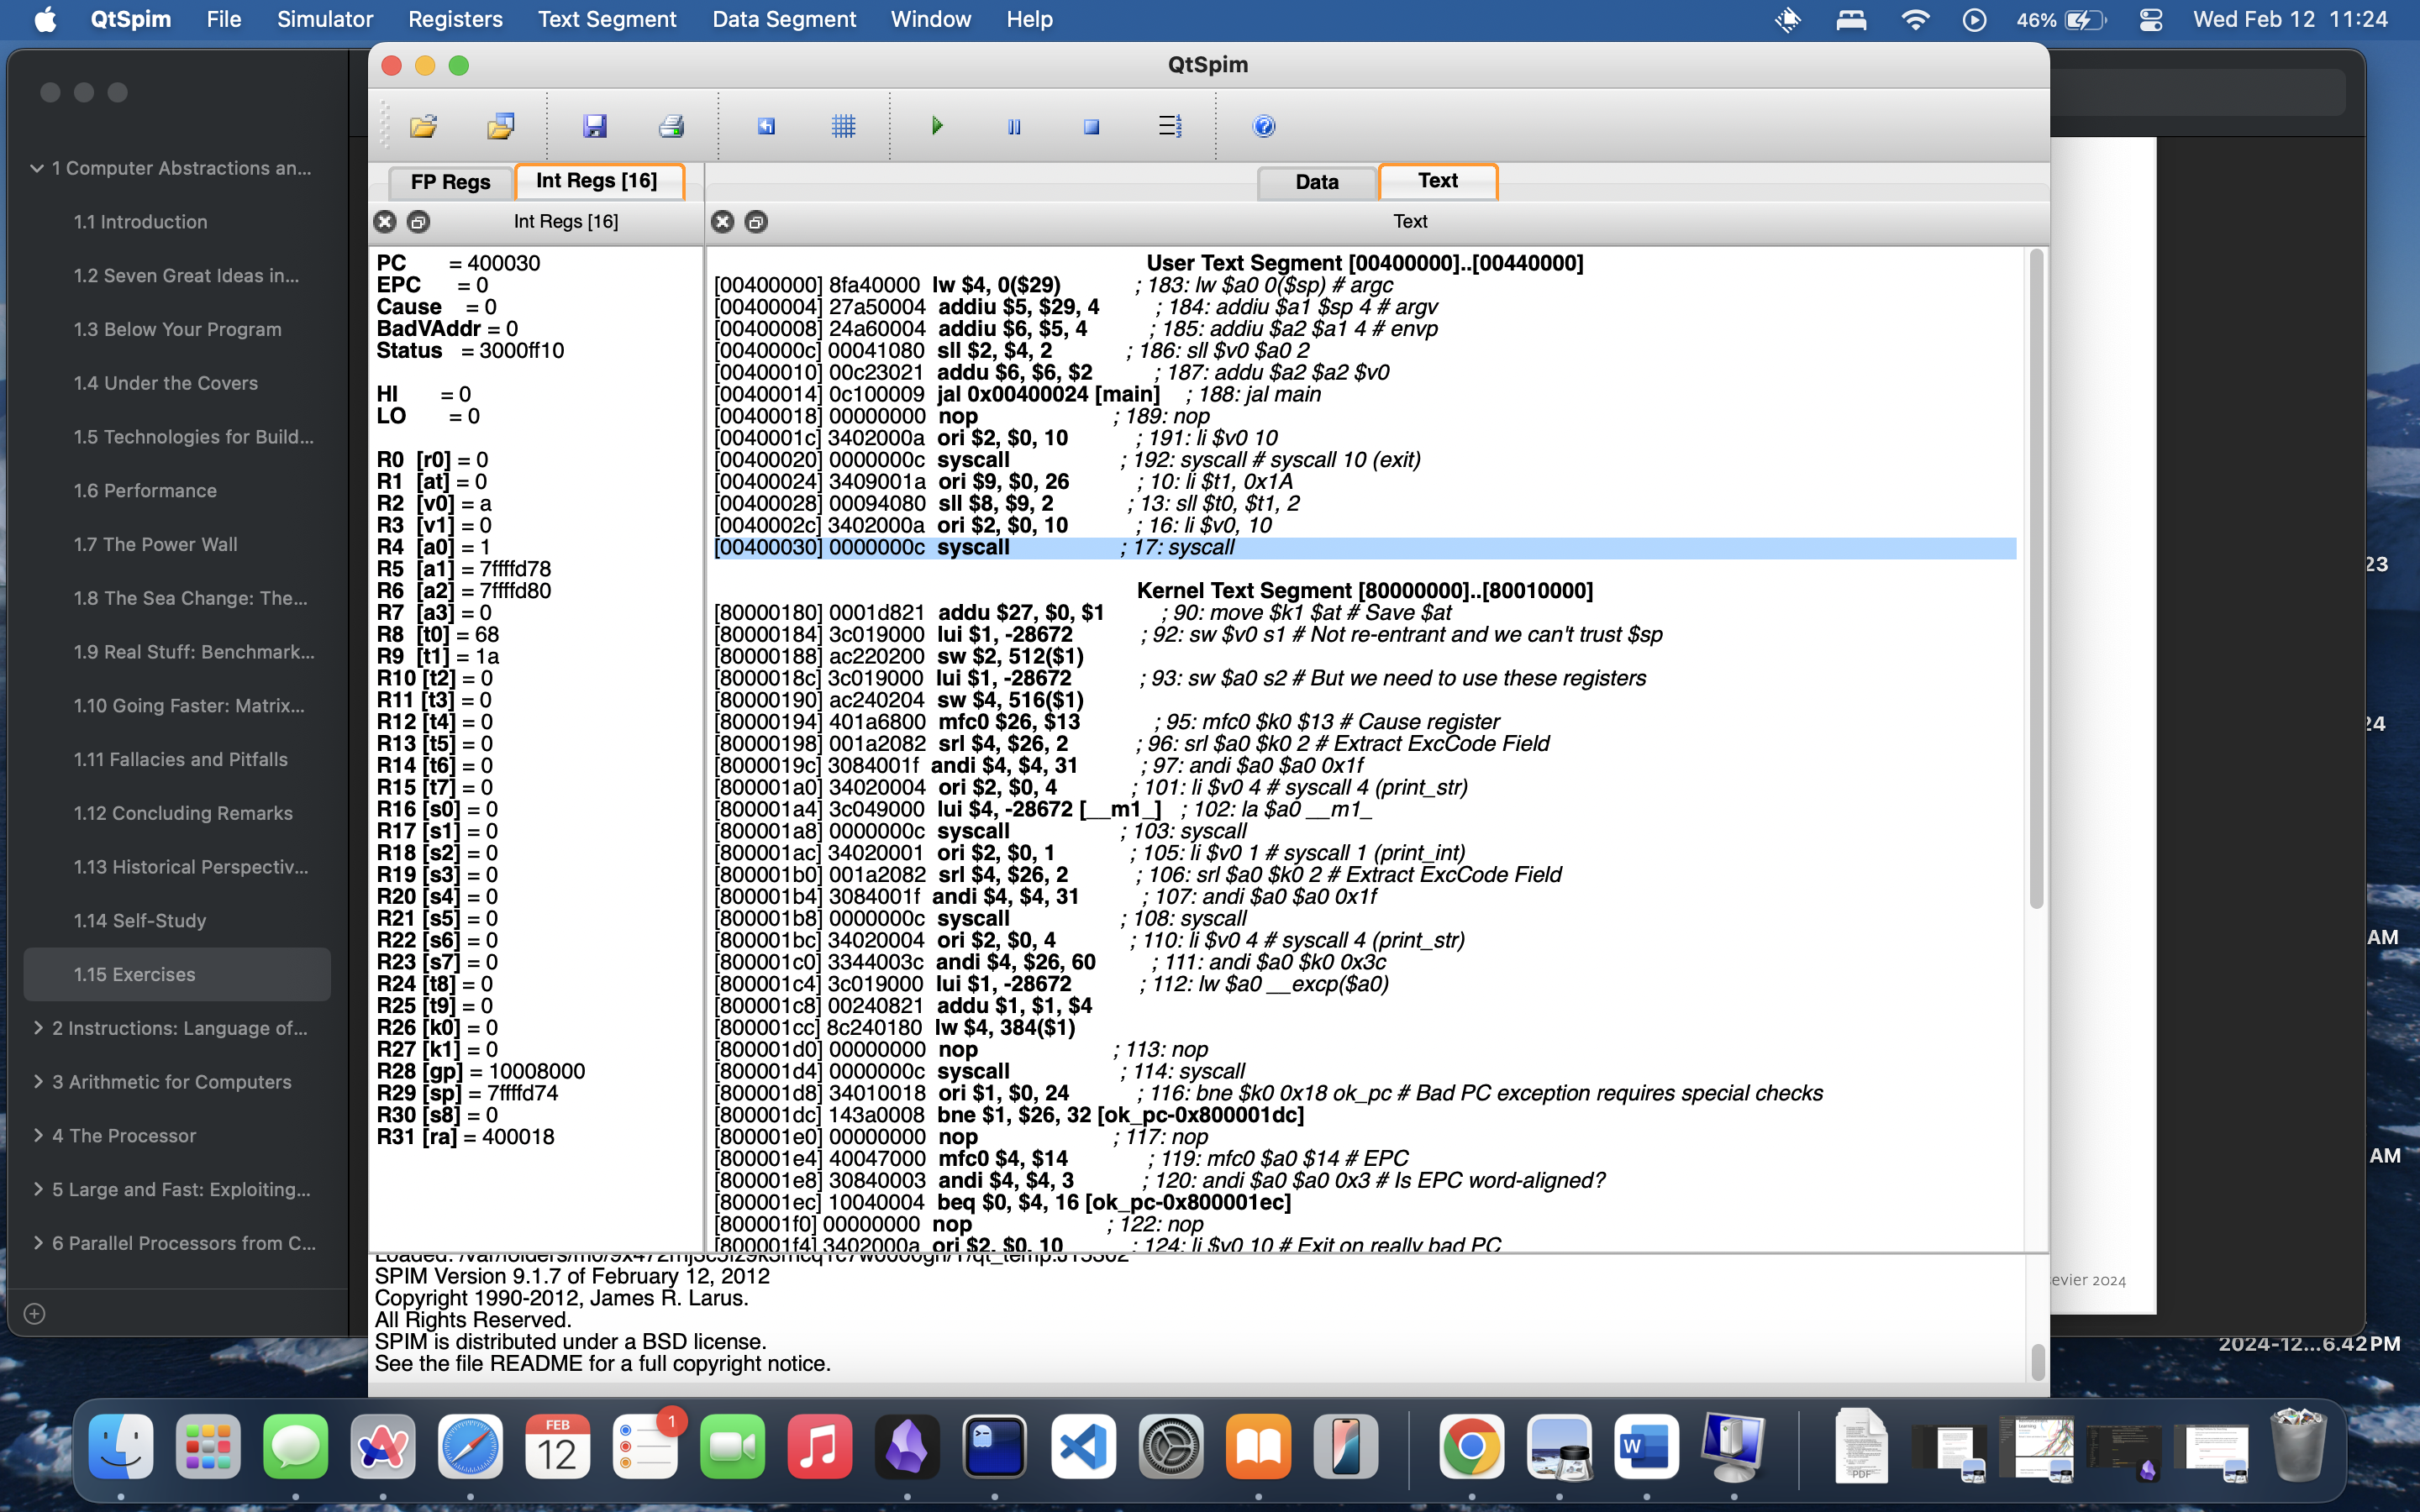 QtSpim File Simulator Registers Text Segment Data Segment Window Help
46% Wed Feb 12 11:24
1 Computer Abstractions an...
1.1 Introduction
1.2 Seven Great Ideas in...
1.3 Below Your Program
1.4 Under the Covers
1.5 Technologies for Build...
1.6 Performance
1.7 The Power Wall
1.8 The Sea Change: The...
1.9 Real Stuff: Benchmark...
1.10 Going Faster: Matrix...
1.11 Fallacies and Pitfalls
1.12 Concluding Remarks
1.13 Historical Perspectiv...
1.14 Self-Study
1.15 Exercises
2 Instructions: Language of...
3 Arithmetic for Computers
4 The Processor
5 Large and Fast: Exploiting...
6 Parallel Processors from C...
QtSpim
FP Regs Int Regs [16]
Data Text
Int Regs [16]
Text
PC = 400030
EPC = 0
Cause = 0
BadVAddr = 0
Status = 3000ff10
HI = 0
LO = 0
R0 [r0] = 0
R1 [at] = 0
R2 [v0] = a
R3 [v1] = 0
R4 [a0] = 1
R5 [a1] = 7ffffd78
R6 [a2] = 7ffffd80
R7 [a3] = 0
R8 [t0] = 68
R9 [t1] = 1a
R10 [t2] = 0
R11 [t3] = 0
R12 [t4] = 0
R13 [t5] = 0
R14 [t6] = 0
R15 [t7] = 0
R16 [s0] = 0
R17 [s1] = 0
R18 [s2] = 0
R19 [s3] = 0
R20 [s4] = 0
R21 [s5] = 0
R22 [s6] = 0
R23 [s7] = 0
R24 [t8] = 0
R25 [t9] = 0
R26 [k0] = 0
R27 [k1] = 0
R28 [gp] = 10008000
R29 [sp] = 7ffffd74
R30 [s8] = 0
R31 [ra] = 400018
User Text Segment [00400000]..[00440000]
[00400000] 8fa40000 lw $4, 0($29) ; 183: lw $a0 0($sp) # argc
[00400004] 27a50004 addiu $5, $29, 4 ; 184: addiu $a1 $sp 4 # argv
[00400008] 24a60004 addiu $6, $5, 4 ; 185: addiu $a2 $a1 4 # envp
[0040000c] 00041080 sll $2, $4, 2 ; 186: sll $v0 $a0 2
[00400010] 00c23021 addu $6, $6, $2 ; 187: addu $a2 $a2 $v0
[00400014] 0c100009 jal 0x00400024 [main] ; 188: jal main
[00400018] 00000000 nop ; 189: nop
[0040001c] 3402000a ori $2, $0, 10 ; 191: li $v0 10
[00400020] 0000000c syscall ; 192: syscall # syscall 10 (exit)
[00400024] 3409001a ori $9, $0, 26 ; 10: li $t1, 0x1A
[00400028] 00094080 sll $8, $9, 2 ; 13: sll $t0, $t1, 2
[0040002c] 3402000a ori $2, $0, 10 ; 16: li $v0, 10
[00400030] 0000000c syscall ; 17: syscall
Kernel Text Segment [80000000]..[80010000]
[80000180] 0001d821 addu $27, $0, $1 ; 90: move $k1 $at # Save $at
[80000184] 3c019000 lui $1, -28672 ; 92: sw $v0 s1 # Not re-entrant and we can't trust $sp
[80000188] ac220200 sw $2, 512($1)
[8000018c] 3c019000 lui $1, -28672 ; 93: sw $a0 s2 # But we need to use these registers
[80000190] ac240204 sw $4, 516($1)
[80000194] 401a6800 mfc0 $26, $13 ; 95: mfc0 $k0 $13 # Cause register
[80000198] 001a2082 srl $4, $26, 2 ; 96: srl $a0 $k0 2 # Extract ExcCode Field
[8000019c] 3084001f andi $4, $4, 31 ; 97: andi $a0 $a0 0x1f
[800001a0] 34020004 ori $2, $0, 4 ; 101: li $v0 4 # syscall 4 (print_str)
[800001a4] 3c049000 lui $4, -28672 [__m1_] ; 102: la $a0 __m1_
[800001a8] 0000000c syscall ; 103: syscall
[800001ac] 34020001 ori $2, $0, 1 ; 105: li $v0 1 # syscall 1 (print_int)
[800001b0] 001a2082 srl $4, $26, 2 ; 106: srl $a0 $k0 2 # Extract ExcCode Field
[800001b4] 3084001f andi $4, $4, 31 ; 107: andi $a0 $a0 0x1f
[800001b8] 0000000c syscall ; 108: syscall
[800001bc] 34020004 ori $2, $0, 4 ; 110: li $v0 4 # syscall 4 (print_str)
[800001c0] 3344003c andi $4, $26, 60 ; 111: andi $a0 $k0 0x3c
[800001c4] 3c019000 lui $1, -28672 ; 112: lw $a0 __excp($a0)
[800001c8] 00240821 addu $1, $1, $4
[800001cc] 8c240180 lw $4, 384($1)
[800001d0] 00000000 nop ; 113: nop
[800001d4] 0000000c syscall ; 114: syscall
[800001d8] 34010018 ori $1, $0, 24 ; 116: bne $k0 0x18 ok_pc # Bad PC exception requires special checks
[800001dc] 143a0008 bne $1, $26, 32 [ok_pc-0x800001dc]
[800001e0] 00000000 nop ; 117: nop
[800001e4] 40047000 mfc0 $4, $14 ; 119: mfc0 $a0 $14 # EPC
[800001e8] 30840003 andi $4, $4, 3 ; 120: andi $a0 $a0 0x3 # Is EPC word-aligned?
[800001ec] 10040004 beq $0, $4, 16 [ok_pc-0x800001ec]
[800001f0] 00000000 nop ; 122: nop
[800001f4] 3402000a ori $2, $0, 10 ; 124: li $v0 10 # Exit on really bad PC
SPIM Version 9.1.7 of February 12, 2012
Copyright 1990-2012, James R. Larus.
All Rights Reserved.
SPIM is distributed under a BSD license.
See the file README for a full copyright notice.
23
24
AM
AM
evier 2024
2024-12...6.42 PM
FEB
12
1
W
PDF